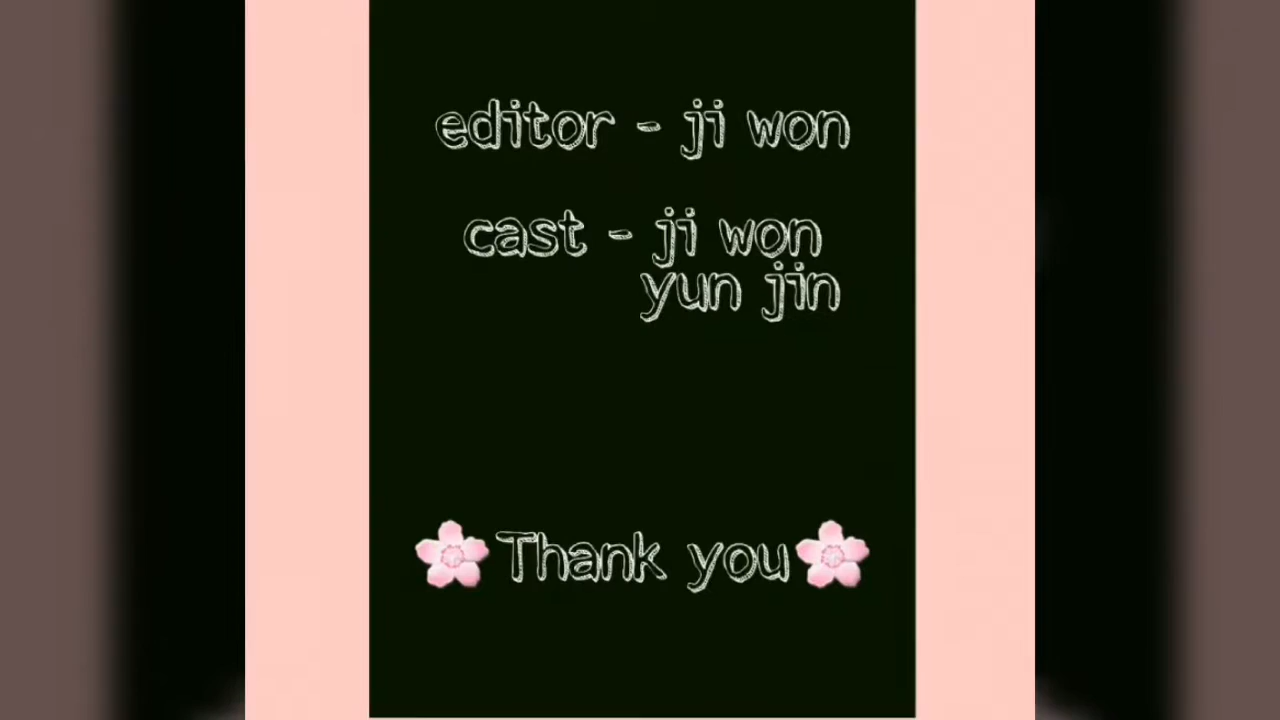 editor - ji won
cast - ji won
yun jin
🌸Thank you🌸